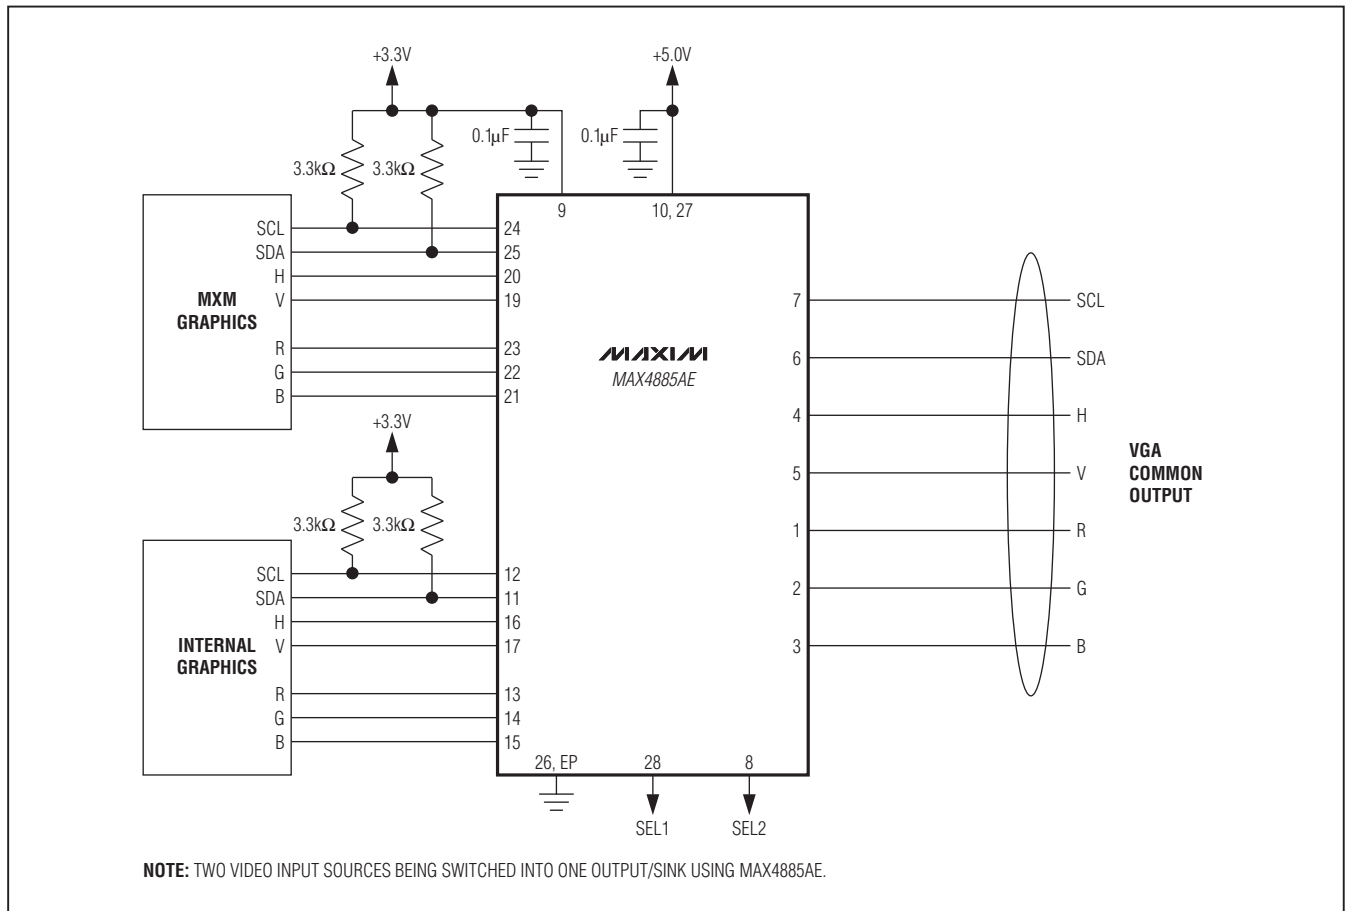 +3.3V
+5.0V
0.1µF
0.1µF
3.3kΩ
3.3kΩ
9
10, 27
MXM
GRAPHICS
SCL
SDA
H
V
R
G
B
24
25
20
19
23
22
21
+3.3V
3.3kΩ
3.3kΩ
INTERNAL
GRAPHICS
SCL
SDA
H
V
R
G
B
12
11
16
17
13
14
15
MAXIM
MAX4885AE
7
6
4
5
1
2
3
SCL
SDA
H
V
R
G
B
VGA
COMMON
OUTPUT
26, EP
28
8
SEL1
SEL2
NOTE: TWO VIDEO INPUT SOURCES BEING SWITCHED INTO ONE OUTPUT/SINK USING MAX4885AE.